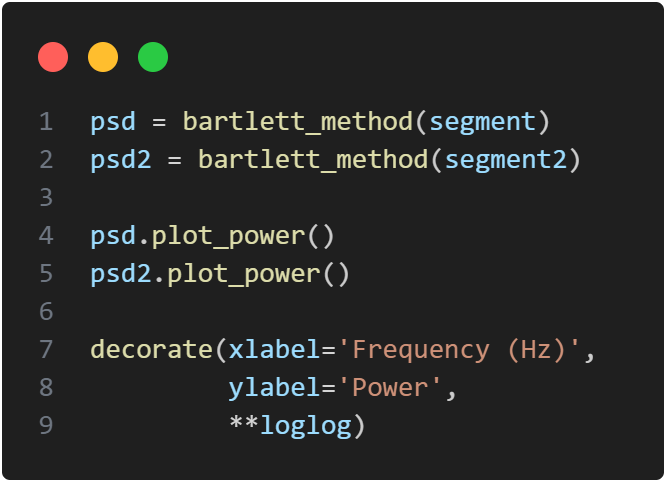 1 psd = bartlett_method(segment)
2 psd2 = bartlett_method(segment2)
3
4 psd.plot_power()
5 psd2.plot_power()
6
7 decorate(xlabel='Frequency (Hz)',
8          ylabel='Power',
9          **loglog)